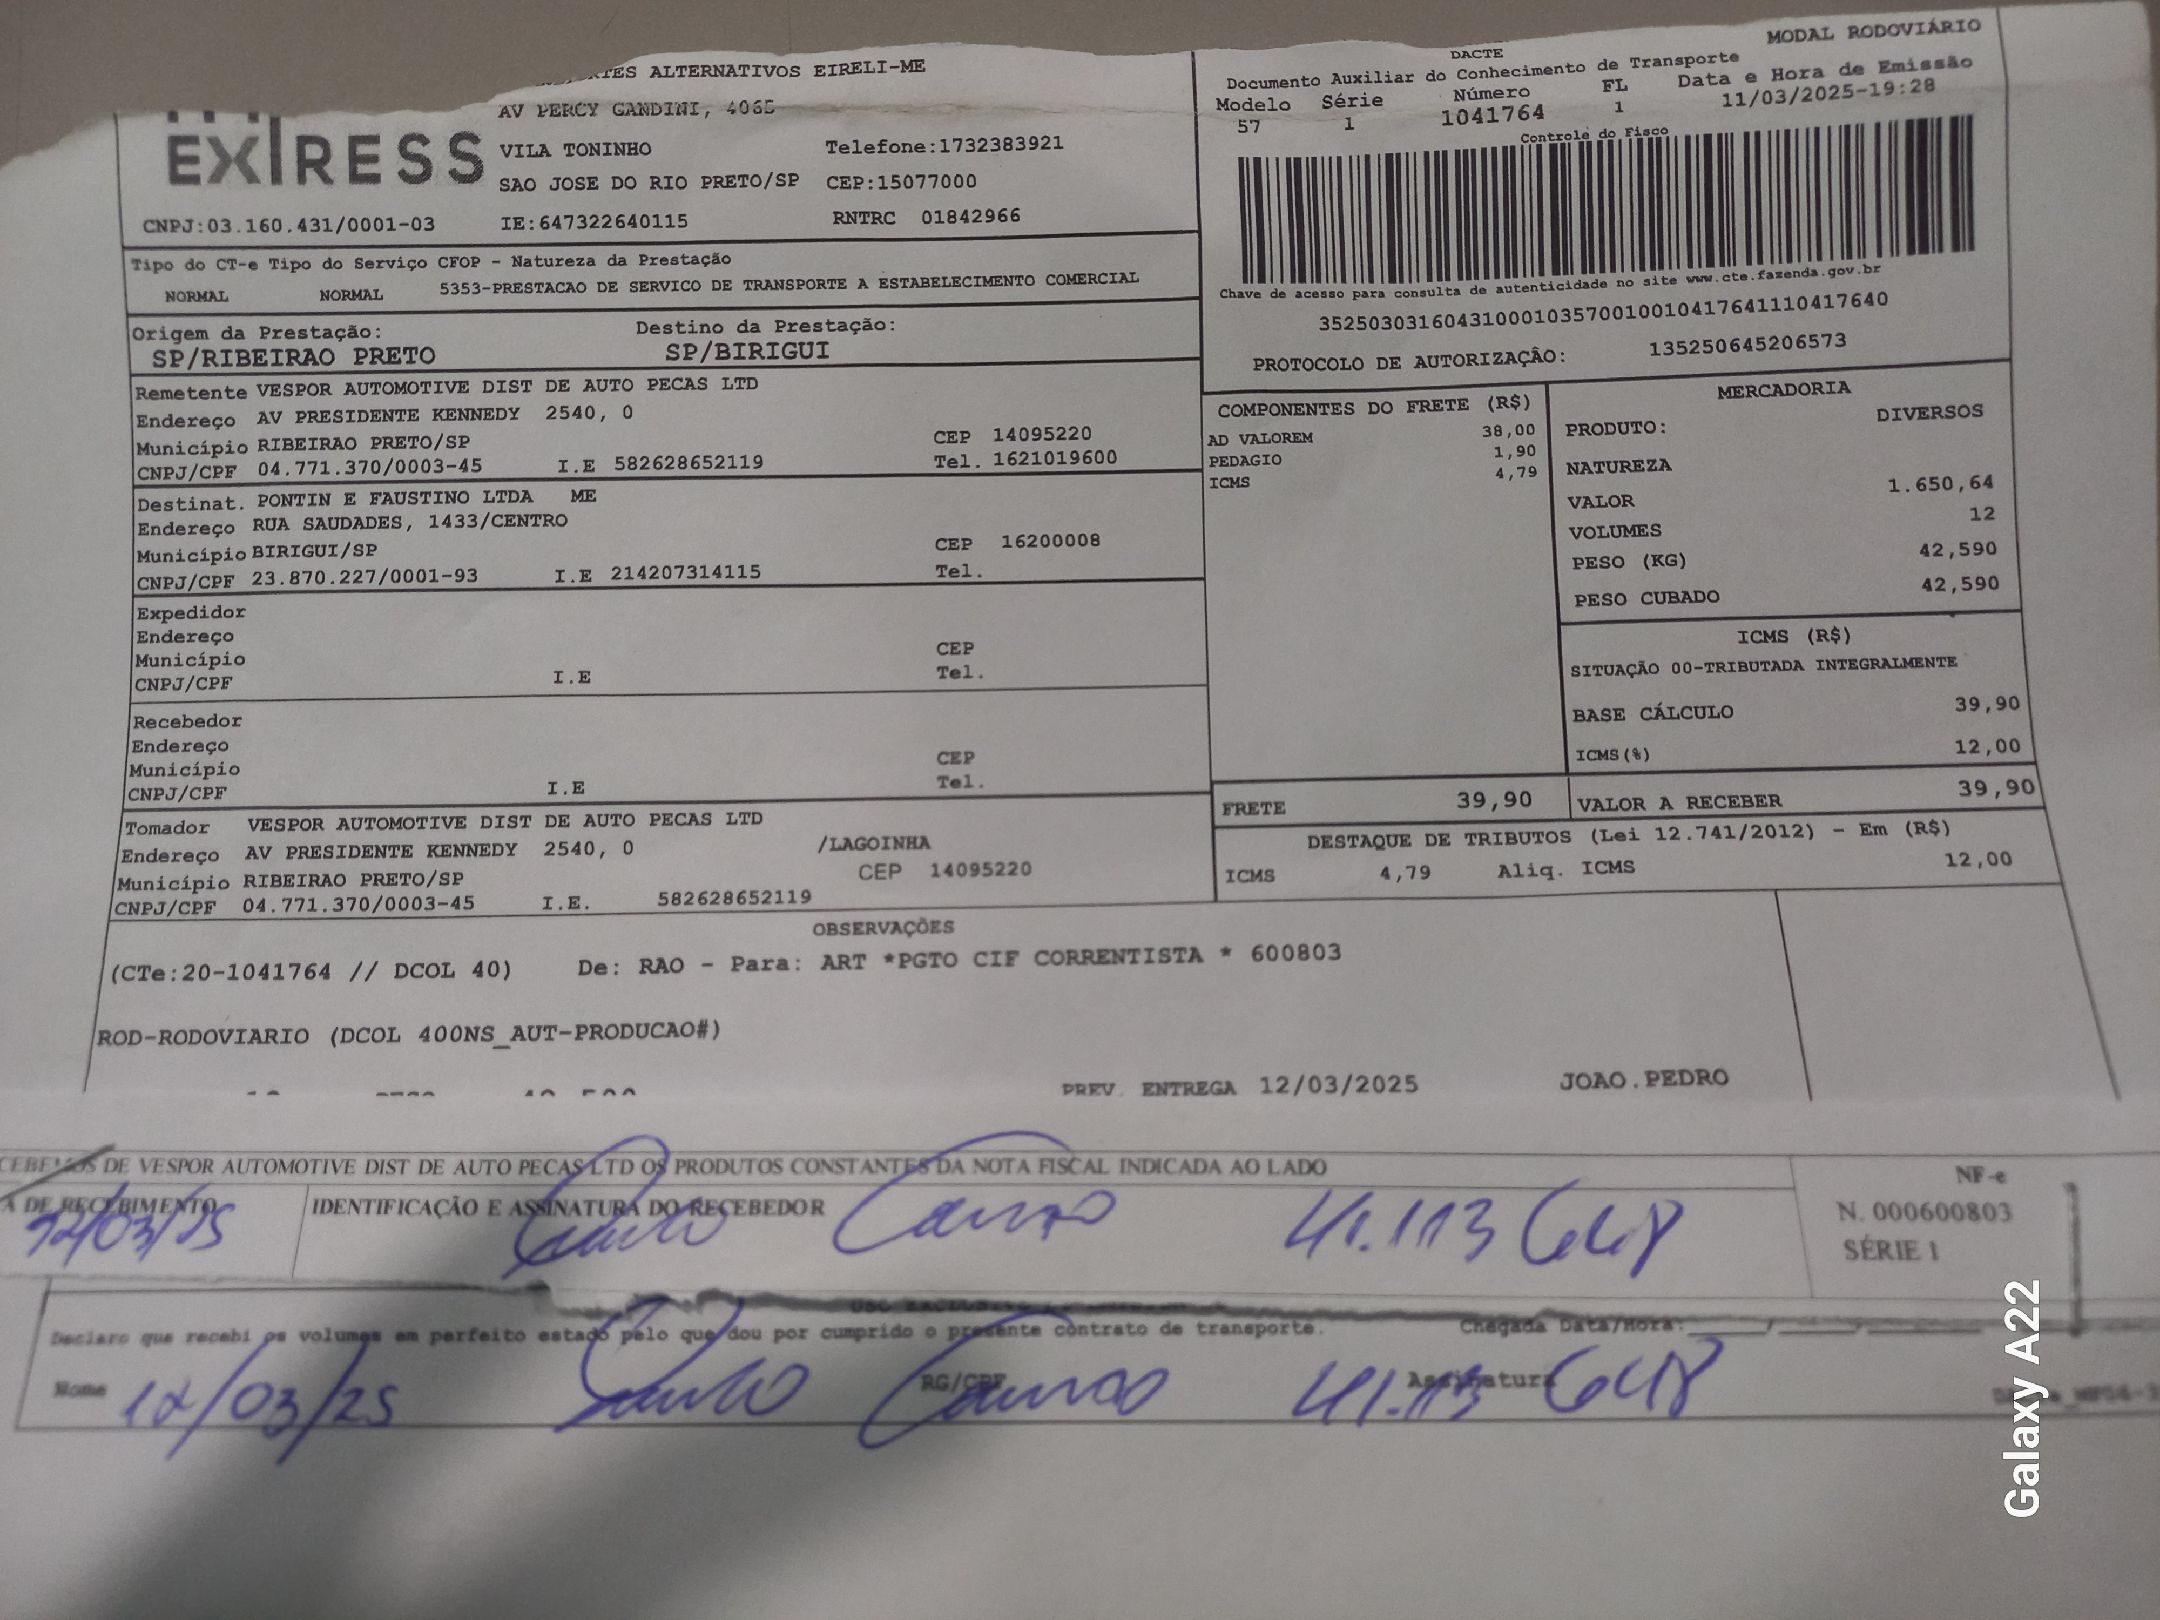 ALTERNATIVOS EIRELI-ME
AV PERCY GANDINI, 4065
EXPRESS
VILA TONINHO Telefone:1732383921
SAO JOSE DO RIO PRETO/SP CEP:15077000
CNPJ:03.160.431/0001-03 IE:647322640115 RNTRC 01842966
MODAL RODOVIÁRIO
DACTE
Documento Auxiliar do Conhecimento de Transporte
Modelo Série Número FL Data e Hora de Emissão
57 1 1041764 1 11/03/2025-19:28
Controle do Fisco
Chave de acesso para consulta de autenticidade no site www.cte.fazenda.gov.br
35250303160431000103570010010417641110417640
PROTOCOLO DE AUTORIZAÇÃO: 135250645206573
Tipo do CT-e Tipo do Serviço CFOP - Natureza da Prestação
NORMAL NORMAL 5353-PRESTACAO DE SERVICO DE TRANSPORTE A ESTABELECIMENTO COMERCIAL
Origem da Prestação: Destino da Prestação:
SP/RIBEIRAO PRETO SP/BIRIGUI
Remetente VESPOR AUTOMOTIVE DIST DE AUTO PECAS LTD
Endereço AV PRESIDENTE KENNEDY 2540, 0
Município RIBEIRAO PRETO/SP CEP 14095220
CNPJ/CPF 04.771.370/0003-45 I.E 582628652119 Tel. 1621019600
Destinat. PONTIN E FAUSTINO LTDA ME
Endereço RUA SAUDADES, 1433/CENTRO
Município BIRIGUI/SP CEP 16200008
CNPJ/CPF 23.870.227/0001-93 I.E 214207314115 Tel.
Expedidor
Endereço
Município CEP
CNPJ/CPF I.E Tel.
Recebedor
Endereço
Município CEP
CNPJ/CPF I.E Tel.
Tomador VESPOR AUTOMOTIVE DIST DE AUTO PECAS LTD
Endereço AV PRESIDENTE KENNEDY 2540, 0 /LAGOINHA
Município RIBEIRAO PRETO/SP CEP 14095220
CNPJ/CPF 04.771.370/0003-45 I.E. 582628652119
COMPONENTES DO FRETE (R$)
AD VALOREM 38,00
PEDAGIO 1,90
ICMS 4,79
MERCADORIA
PRODUTO: DIVERSOS
NATUREZA
VALOR 1.650,64
VOLUMES 12
PESO (KG) 42,590
PESO CUBADO 42,590
ICMS (R$)
SITUAÇÃO 00-TRIBUTADA INTEGRALMENTE
BASE CÁLCULO 39,90
ICMS(%) 12,00
FRETE 39,90 VALOR A RECEBER 39,90
DESTAQUE DE TRIBUTOS (Lei 12.741/2012) - Em (R$)
ICMS 4,79 Aliq. ICMS 12,00
OBSERVAÇÕES
(CTe:20-1041764 // DCOL 40) De: RAO - Para: ART *PGTO CIF CORRENTISTA * 600803
ROD-RODOVIARIO (DCOL 400NS_AUT-PRODUCAO#)
PREV. ENTREGA 12/03/2025 JOAO.PEDRO
DE VESPOR AUTOMOTIVE DIST DE AUTO PECAS LTD OS PRODUTOS CONSTANTES DA NOTA FISCAL INDICADA AO LADO
DE RECEBIMENTO IDENTIFICAÇÃO E ASSINATURA DO RECEBEDOR
12/03/25 41.113 648
NF-e
N. 000600803
SÉRIE 1
Declaro que recebi os volumes em perfeito estado pelo que dou por cumprido o presente contrato de transporte. Chegada Data/Hora:
Nome RG/CPF Assinatura
12/03/25 41.113 648
Galaxy A22